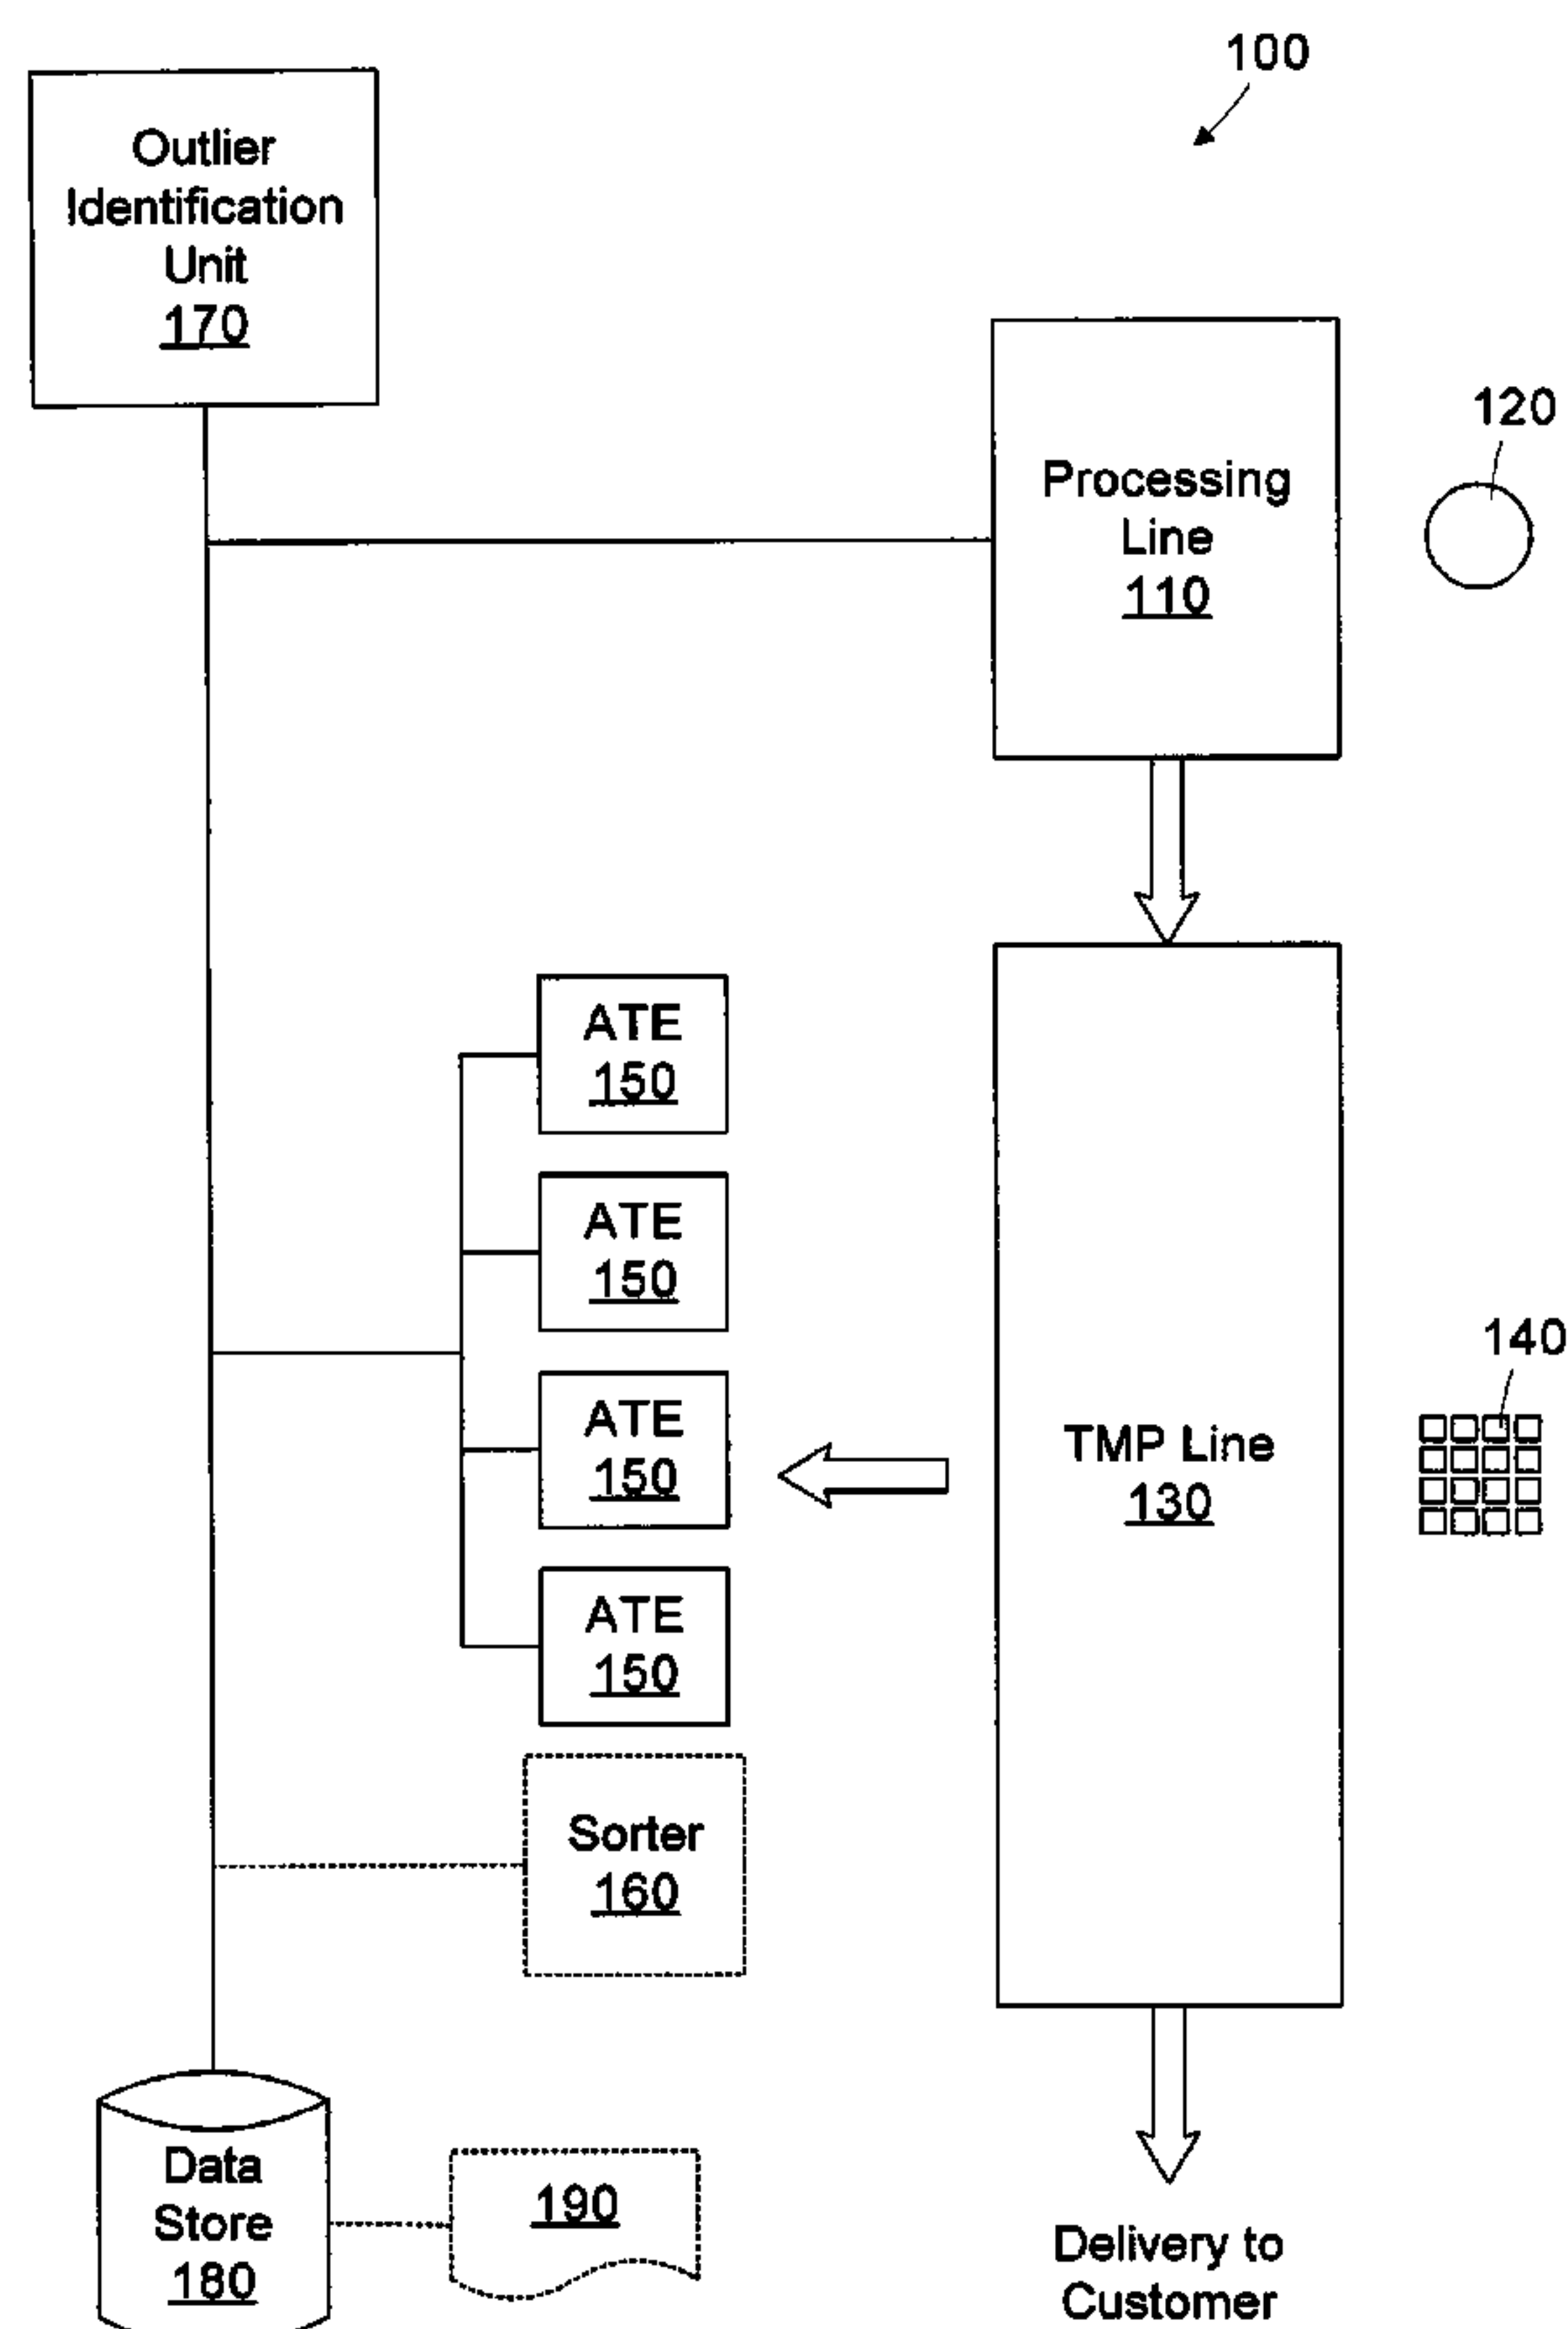 100
Outlier
Identification
Unit
170
120
Processing
Line
110
ATE
150
ATE
150
140
ATE
150
TMP Line
130
ATE
150
Sorter
160
Data
Store
180
190
Delivery to
Customer